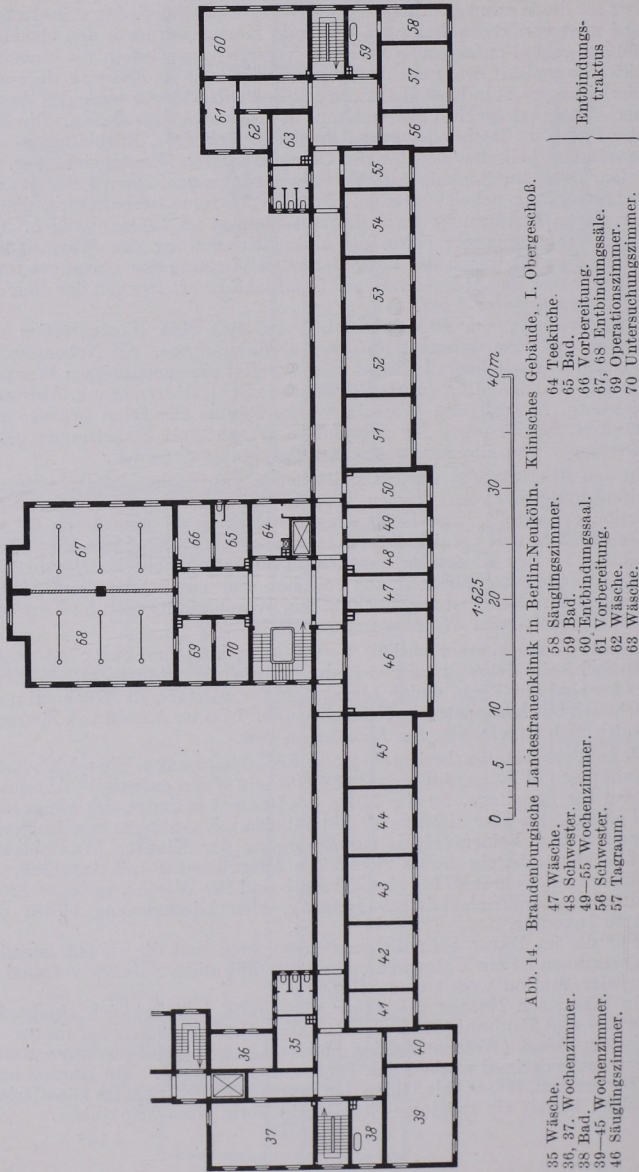 60
59
58
61
57
62
63
56
55
54
53
52
51
67
66
65
64
50
49
48
68
69
70
47
46
45
44
43
42
41
36
35
40
37
38
39
0 5 10 20 30 40m
1:625
Abb. 14. Brandenburgische Landesfrauenklinik in Berlin-Neukölln. Klinisches Gebäude, I. Obergeschoß.
35 Wäsche.
36, 37. Wochenzimmer.
38 Bad.
39—45 Wochenzimmer.
46 Säuglingszimmer.
47 Wäsche.
48 Schwester.
49—55 Wochenzimmer.
56 Schwester.
57 Tagraum.
58 Säuglingszimmer.
59 Bad.
60 Entbindungssaal.
61 Vorbereitung.
62 Wäsche.
63 Wäsche.
64 Teeküche.
65 Bad.
66 Vorbereitung.
67, 68 Entbindungssäle.
69 Operationszimmer.
70 Untersuchungszimmer.
Entbindungs-
traktus